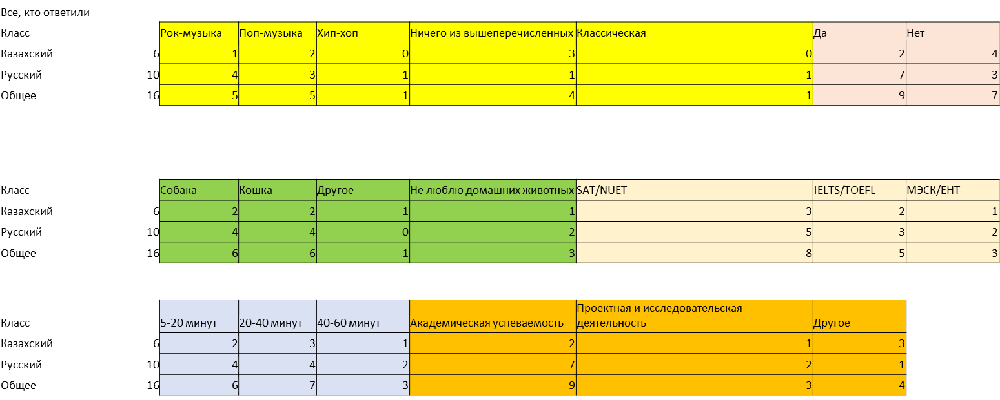 Все, кто ответили
Класс Рок-музыка Поп-музыка Хип-хоп Ничего из вышеперечисленных Классическая Да Нет
Казахский 6 1 2 0 3 0 2 4
Русский 10 4 3 1 1 1 7 3
Общее 16 5 5 1 4 1 9 7
Класс Собака Кошка Другое Не люблю домашних животных SAT/NUET IELTS/TOEFL МЭСК/ЕНТ
Казахский 6 2 2 1 1 3 2 1
Русский 10 4 4 0 2 5 3 2
Общее 16 6 6 1 3 8 5 3
Проектная и исследовательская
Класс 5-20 минут 20-40 минут 40-60 минут Академическая успеваемость деятельность Другое
Казахский 6 2 3 1 2 1 3
Русский 10 4 4 2 7 2 1
Общее 16 6 7 3 9 3 4